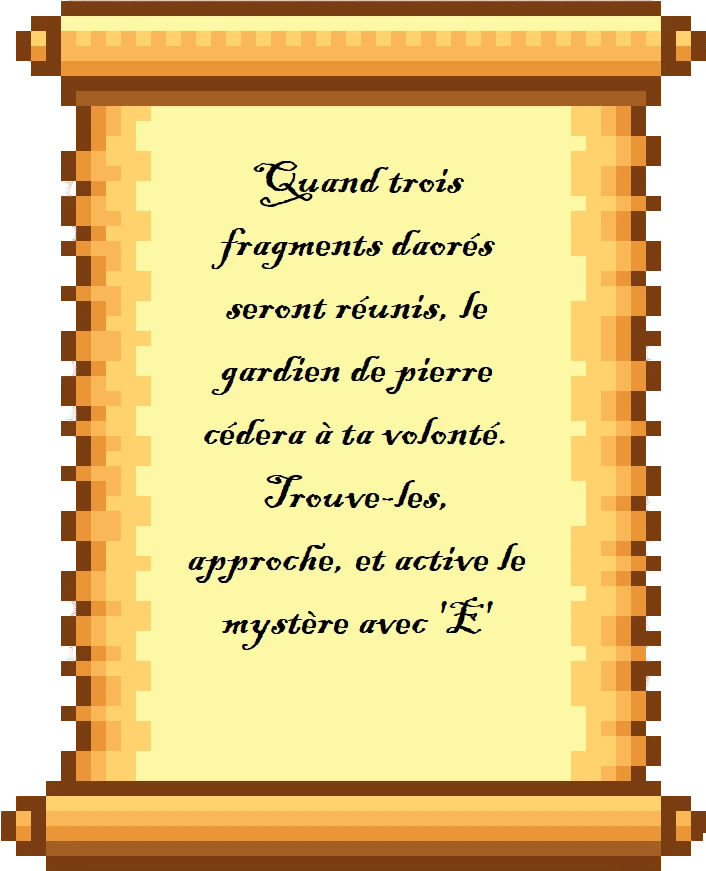 Quand trois
fragments daorés
seront réunis, le
gardien de pierre
cédera à ta volonté.
Trouve-les,
approche, et active le
mystère avec 'E'